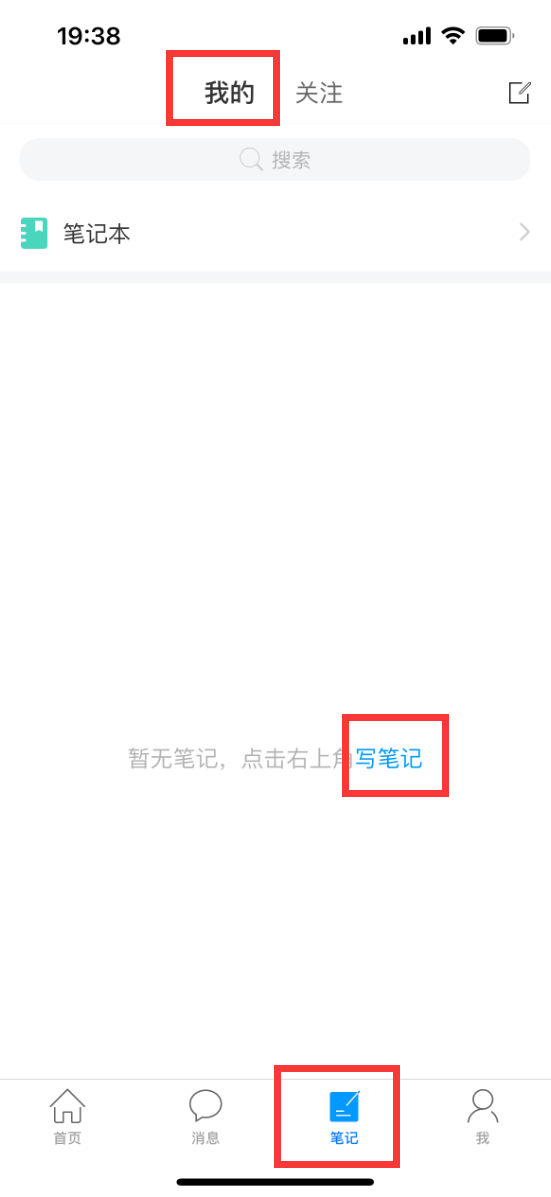 19:38
我的 关注
搜索
笔记本
暂无笔记，点击右上角写笔记
首页 消息 笔记 我